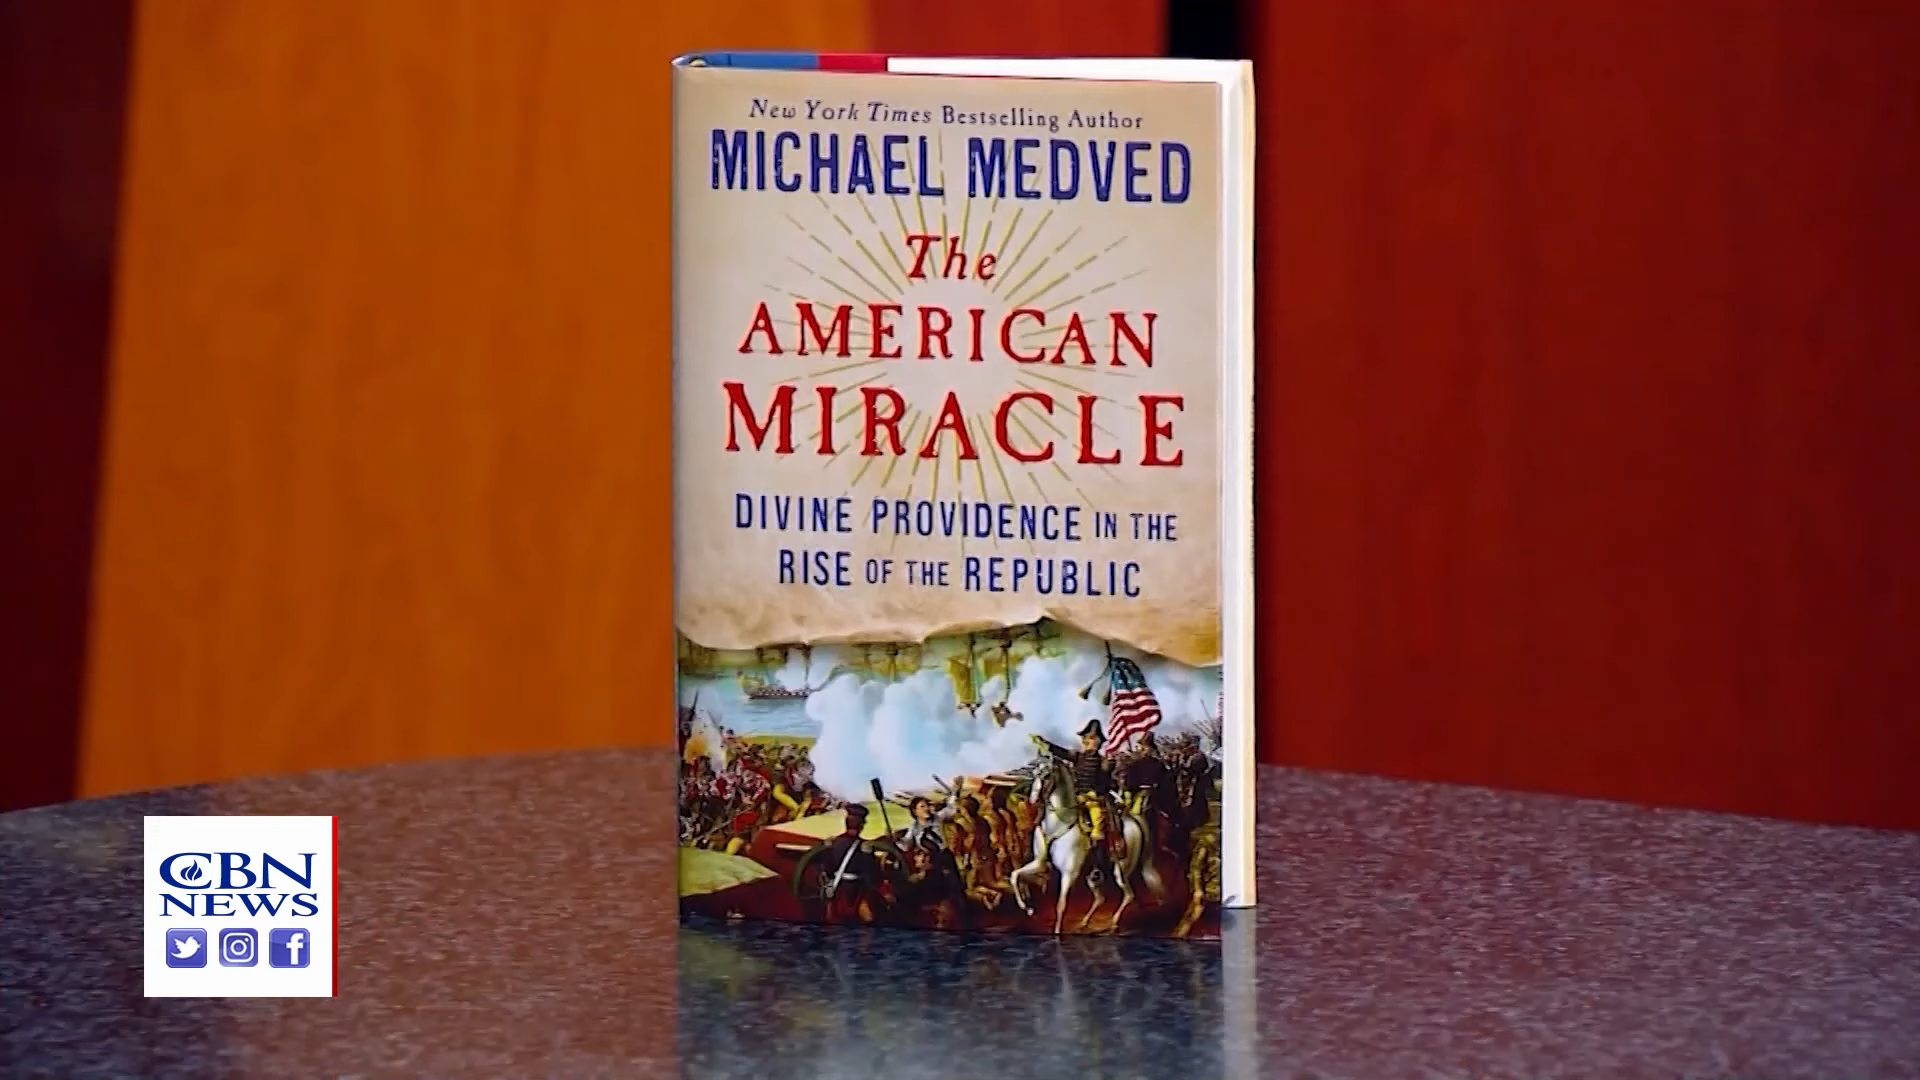 New York Times Bestselling Author
MICHAEL MEDVED
The
AMERICAN
MIRACLE
DIVINE PROVIDENCE IN THE
RISE OF THE REPUBLIC
CBN
NEWS